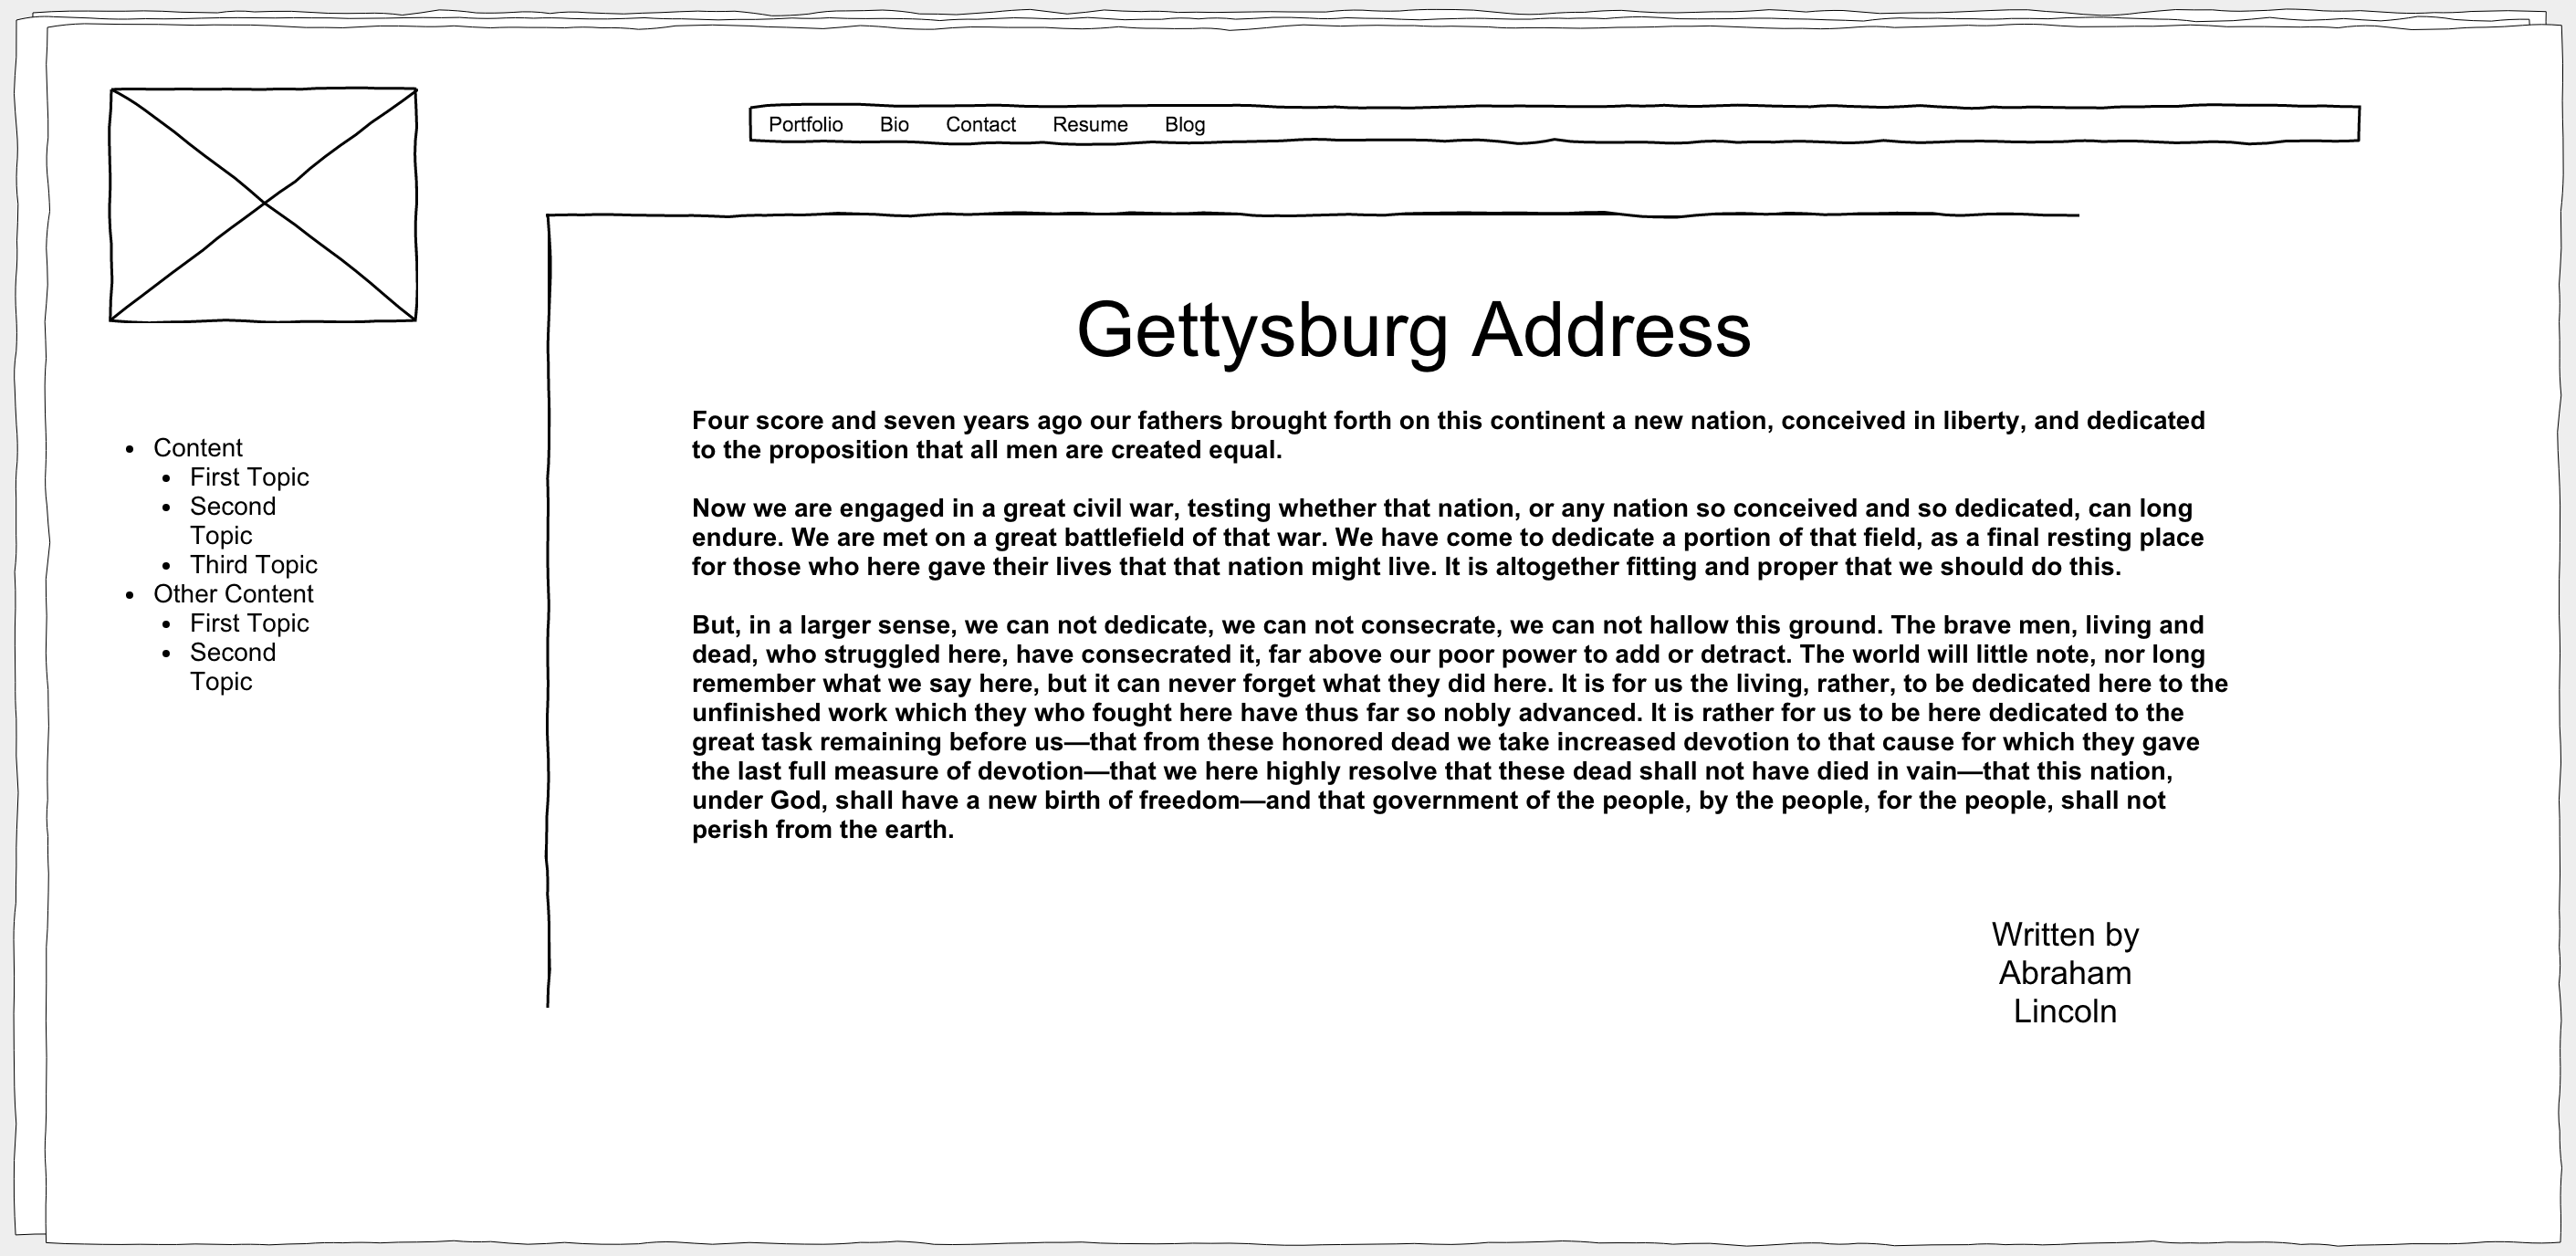 Portfolio Bio Contact Resume Blog
Content
First Topic
Second
Topic
Third Topic
Other Content
First Topic
Second
Topic
Gettysburg Address
Four score and seven years ago our fathers brought forth on this continent a new nation, conceived in liberty, and dedicated
to the proposition that all men are created equal.
Now we are engaged in a great civil war, testing whether that nation, or any nation so conceived and so dedicated, can long
endure. We are met on a great battlefield of that war. We have come to dedicate a portion of that field, as a final resting place
for those who here gave their lives that that nation might live. It is altogether fitting and proper that we should do this.
But, in a larger sense, we can not dedicate, we can not consecrate, we can not hallow this ground. The brave men, living and
dead, who struggled here, have consecrated it, far above our poor power to add or detract. The world will little note, nor long
remember what we say here, but it can never forget what they did here. It is for us the living, rather, to be dedicated here to the
unfinished work which they who fought here have thus far so nobly advanced. It is rather for us to be here dedicated to the
great task remaining before us—that from these honored dead we take increased devotion to that cause for which they gave
the last full measure of devotion—that we here highly resolve that these dead shall not have died in vain—that this nation,
under God, shall have a new birth of freedom—and that government of the people, by the people, for the people, shall not
perish from the earth.
Written by
Abraham
Lincoln